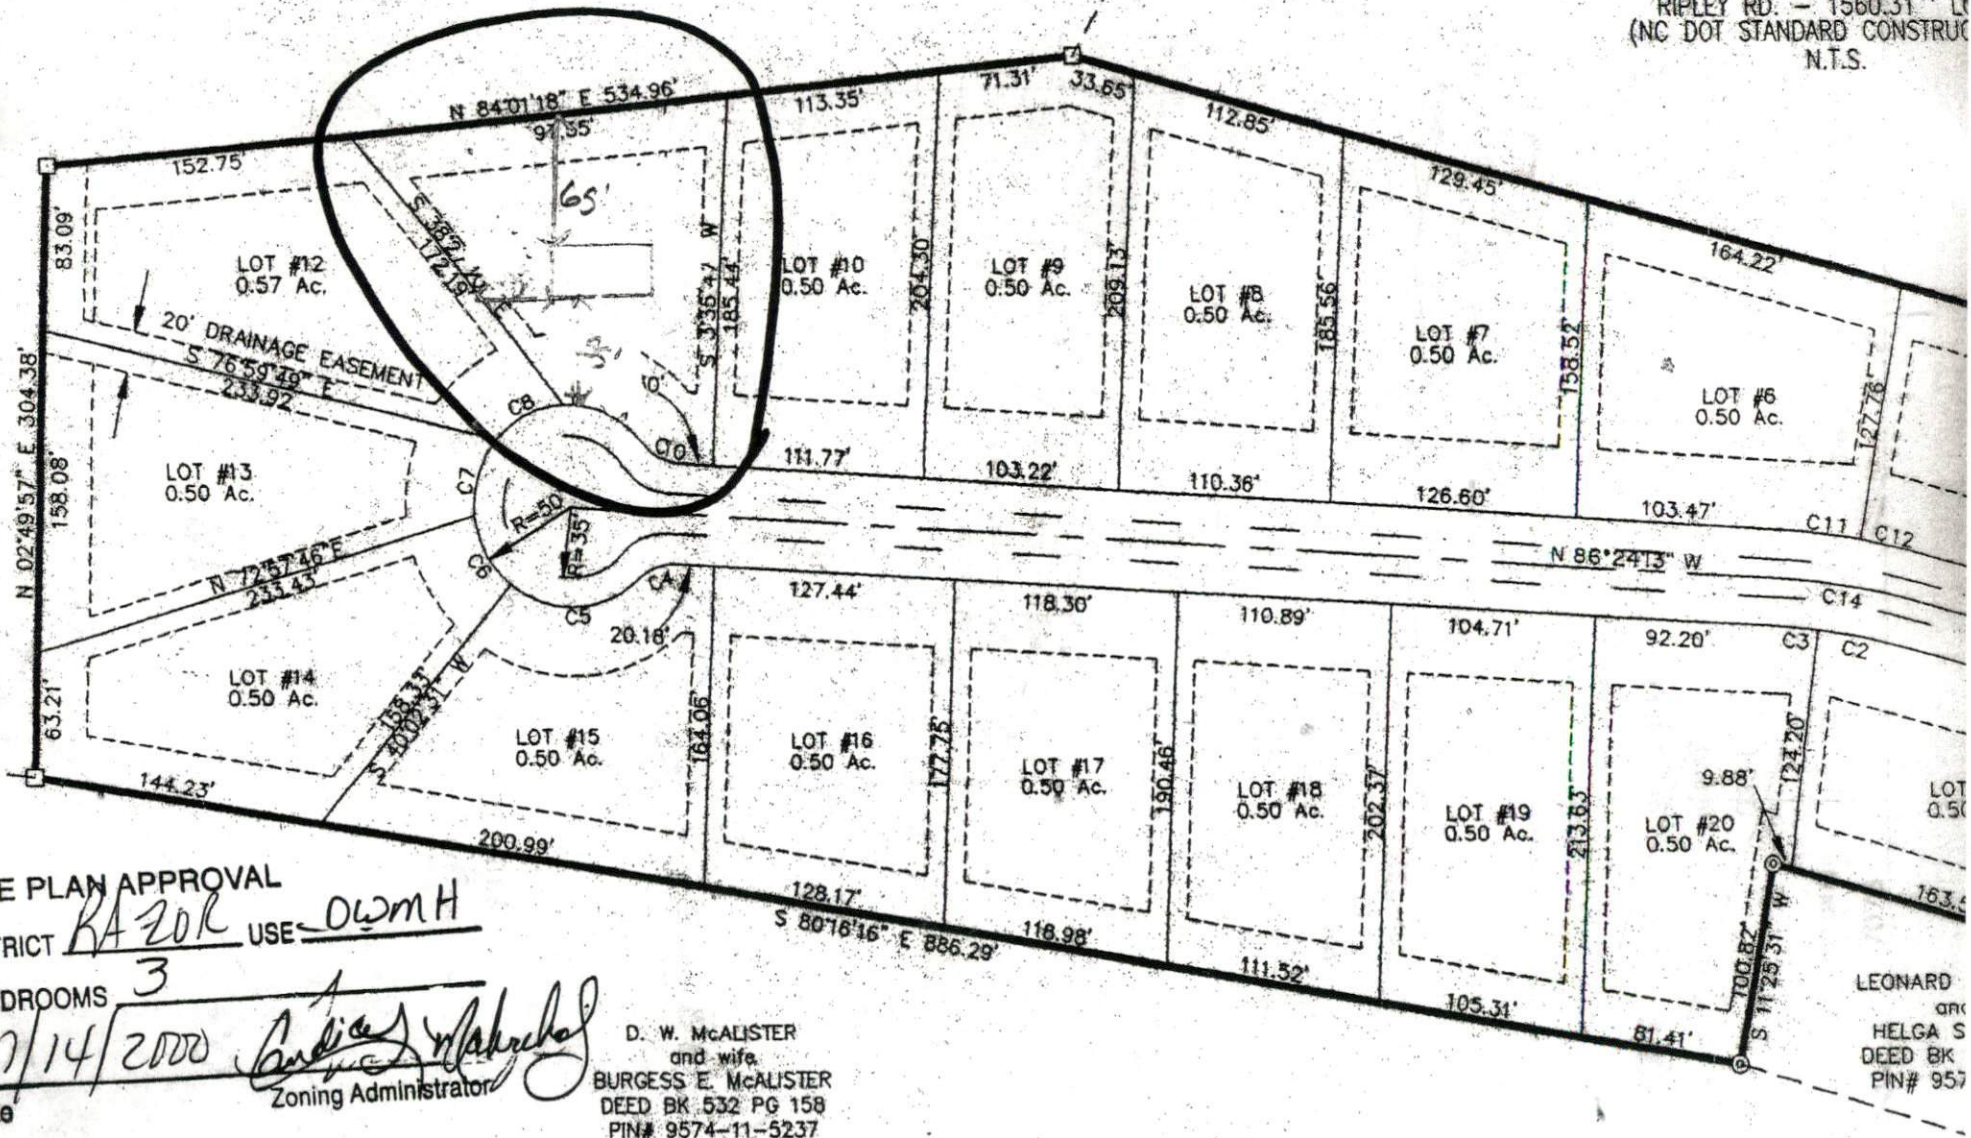 RIPLEY RD. - 1560.31'
(NC DOT STANDARD
N.T.S.
N 84°01'18" E 534.96'
152.75'
113.35'
71.31'
33.65'
112.85'
129.45'
164.22'
83.09'
65'
LOT #12
0.57 Ac.
20' DRAINAGE EASEMENT
S 76°59'49" E
233.92'
185.44'
LOT #10
0.50 Ac.
204.30'
LOT #9
0.50 Ac.
209.13'
LOT #8
0.50 Ac.
185.56'
LOT #7
0.50 Ac.
158.52'
LOT #6
0.50 Ac.
127.76'
N 02°49'57" E 304.38'
158.08'
LOT #13
0.50 Ac.
C8
C7
C6
C5
R=50'
R=35'
111.77'
103.22'
110.36'
126.60'
103.47'
C11
C12
N 86°24'13" W
C14
C3
C2
N 72°57'46" E
233.43'
127.44'
118.30'
110.89'
104.71'
92.20'
20.18'
63.21'
LOT #14
0.50 Ac.
LOT #15
0.50 Ac.
164.06'
LOT #16
0.50 Ac.
177.75'
LOT #17
0.50 Ac.
190.46'
LOT #18
0.50 Ac.
202.37'
LOT #19
0.50 Ac.
213.63'
LOT #20
0.50 Ac.
9.88'
124.20'
LOT
144.23'
200.99'
128.17'
S 80°16'16" E 886.29'
118.98'
111.52'
105.31'
81.41'
100.82'
S 11°25'31" W
PLAN APPROVAL
USE DWMH
3
14/2000
Zoning Administrator
D. W. McALISTER
and wife,
BURGESS E. McALISTER
DEED BK 532 PG 158
PIN# 9574-11-5237
LEONARD
HELGA S
DEED BK
PIN# 957